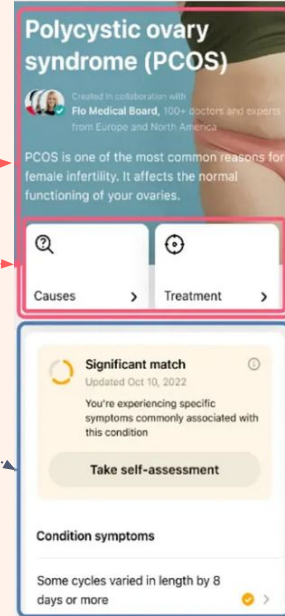 Polycystic ovary
syndrome (PCOS)
Created in collaboration with
Flo Medical Board, 100+ doctors and experts
from Europe and North America
PCOS is one of the most common reasons for
female infertility. It affects the normal
functioning of your ovaries.
Causes
Treatment
Significant match
Updated Oct 10, 2022
You're experiencing specific
symptoms commonly associated with
this condition
Take self-assessment
Condition symptoms
Some cycles varied in length by 8
days or more